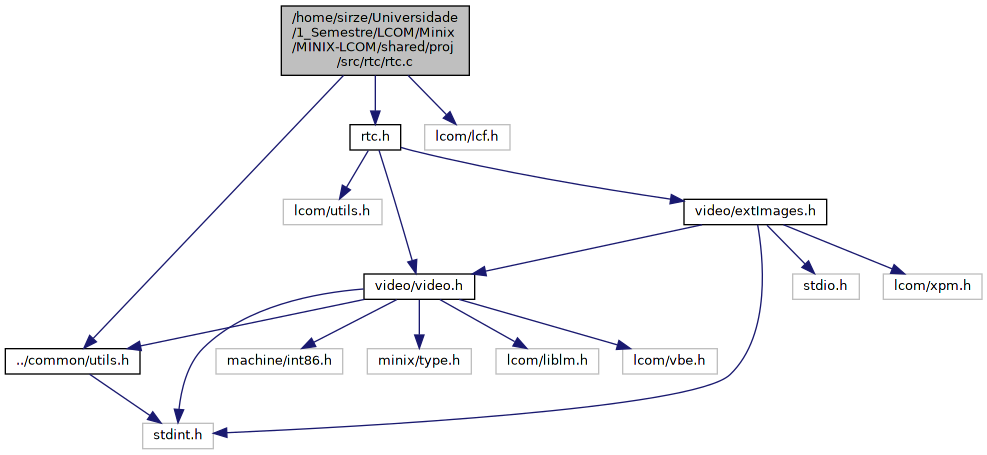 /home/sirze/Universidade
/1_Semestre/LCOM/Minix
/MINIX-LCOM/shared/proj
/src/rtc/rtc.c
rtc.h
lcom/lcf.h
lcom/utils.h
video/extImages.h
video/video.h
stdio.h
lcom/xpm.h
../common/utils.h
machine/int86.h
minix/type.h
lcom/liblm.h
lcom/vbe.h
stdint.h